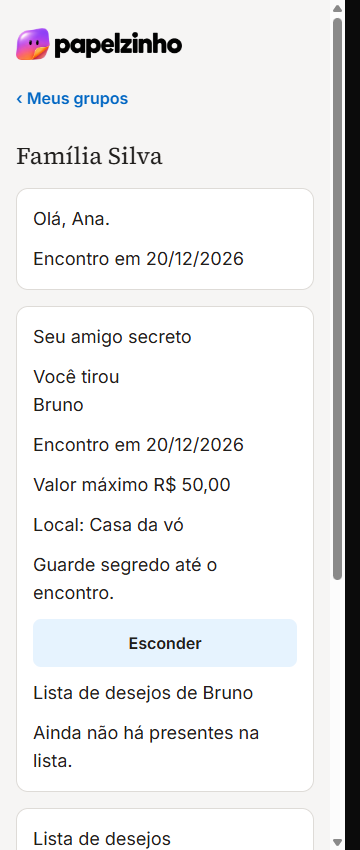 papelzinho
‹ Meus grupos
Família Silva
Olá, Ana.
Encontro em 20/12/2026
Seu amigo secreto
Você tirou
Bruno
Encontro em 20/12/2026
Valor máximo R$ 50,00
Local: Casa da vó
Guarde segredo até o
encontro.
Esconder
Lista de desejos de Bruno
Ainda não há presentes na
lista.
Lista de desejos